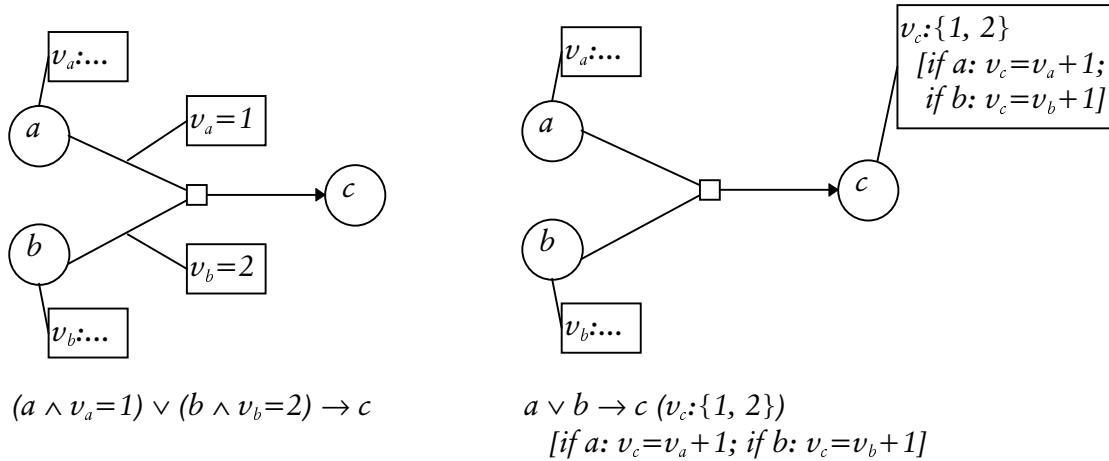 v_a:...
a
v_a=1
c
b
v_b=2
v_b:...
(a ∧ v_a=1) ∨ (b ∧ v_b=2) → c
v_a:...
a
v_c:{1, 2}
[if a: v_c=v_a+1;
if b: v_c=v_b+1]
c
b
v_b:...
a ∨ b → c (v_c:{1, 2})
[if a: v_c=v_a+1; if b: v_c=v_b+1]